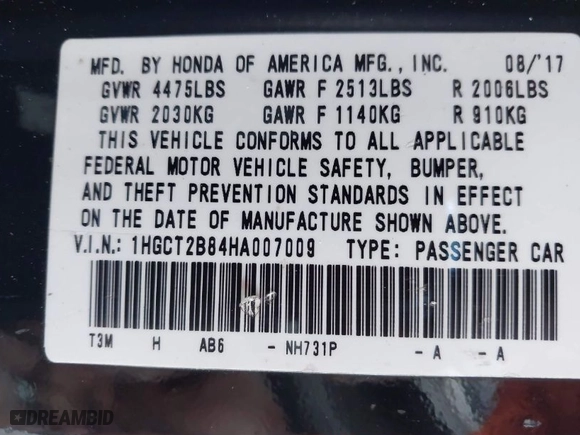 MFD. BY HONDA OF AMERICA MFG., INC. 08/'17
GVWR 4475LBS GAWR F 2513LBS R 2006LBS
GVWR 2030KG GAWR F 1140KG R 910KG
THIS VEHICLE CONFORMS TO ALL APPLICABLE
FEDERAL MOTOR VEHICLE SAFETY, BUMPER,
AND THEFT PREVENTION STANDARDS IN EFFECT
ON THE DATE OF MANUFACTURE SHOWN ABOVE.
V.I.N.: 1HGCT2B84HA007009 TYPE: PASSENGER CAR
T3M H AB6 - NH731P - A - A
DREAMBID